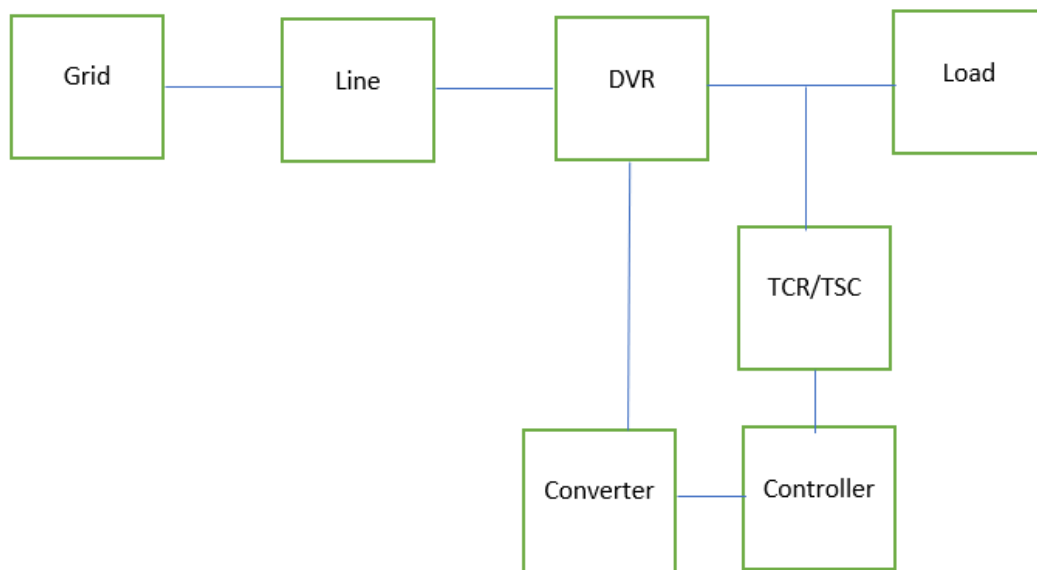 Grid
Line
DVR
Load
TCR/TSC
Converter
Controller